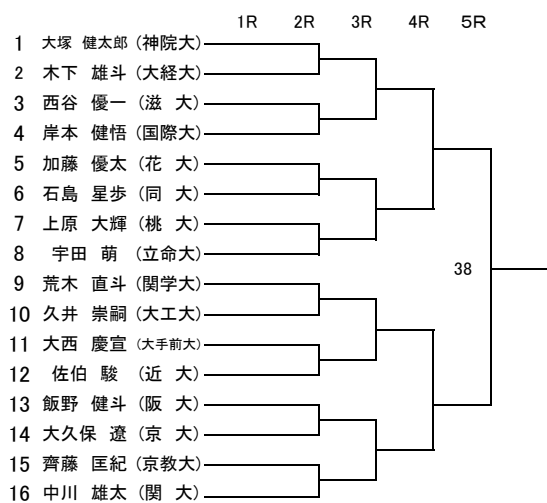 1R 2R 3R 4R 5R
1 大塚 健太郎 (神院大)
2 木下 雄斗 (大経大)
3 西谷 優一 (滋 大)
4 岸本 健悟 (国際大)
5 加藤 優太 (花 大)
6 石島 星歩 (同 大)
7 上原 大輝 (桃 大)
8 宇田 萌 (立命大)
9 荒木 直斗 (関学大)
38
10 久井 崇嗣 (大工大)
11 大西 慶宣 (大手前大)
12 佐伯 駿 (近 大)
13 飯野 健斗 (阪 大)
14 大久保 遼 (京 大)
15 齊藤 匡紀 (京教大)
16 中川 雄太 (関 大)